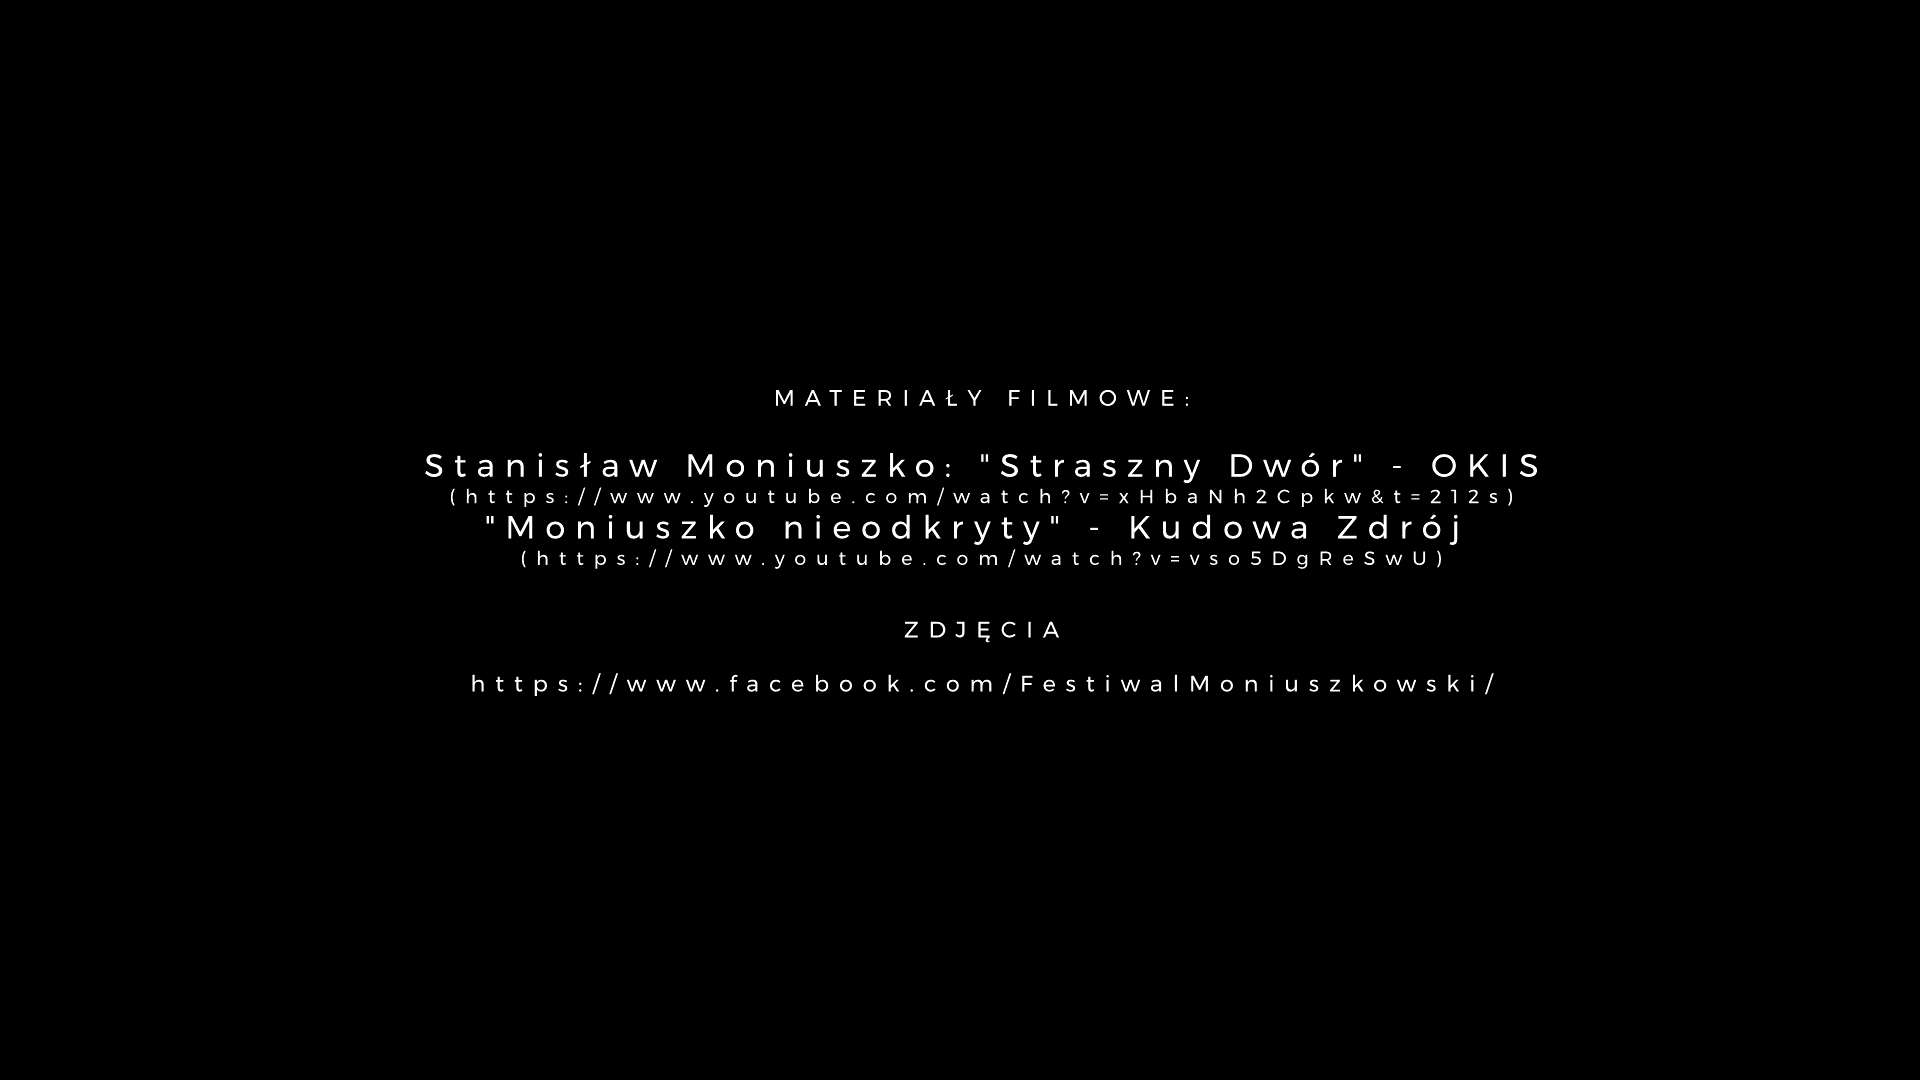 MATERIAŁY FILMOWE:
Stanisław Moniuszko: "Straszny Dwór" - OKIS
(https://www.youtube.com/watch?v=xHbaNh2Cpkw&t=212s)
"Moniuszko nieodkryty" - Kudowa Zdrój
(https://www.youtube.com/watch?v=vso5DgReSwU)
ZDJĘCIA
https://www.facebook.com/FestiwalMoniuszkowski/